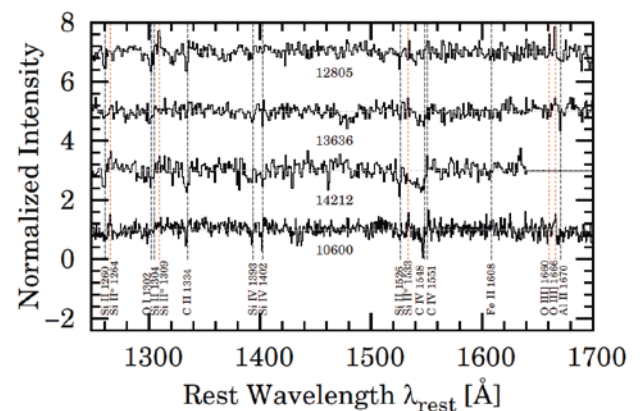 8
6
4
2
0
−2
Normalized Intensity
12805
13636
14212
10600
Si II 1260
Si II* 1264
O I 1302
Si II 1304
Si II* 1309
C II 1334
Si IV 1393
Si IV 1402
Si II 1526
Si II* 1533
C IV 1548
C IV 1551
Fe II 1608
O III] 1660
O III] 1666
Al II 1670
1300
1400
1500
1600
1700
Rest Wavelength λrest [Å]